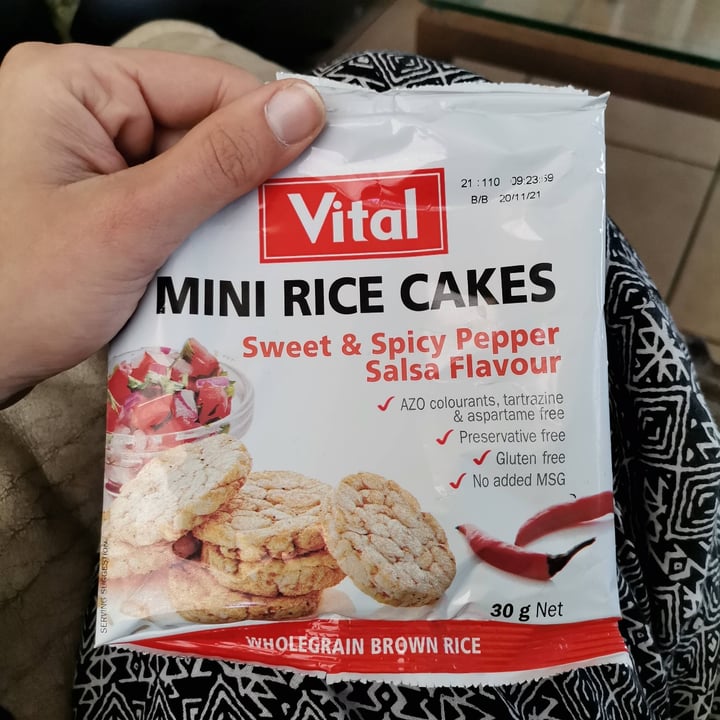 21:110 09:23:59
B/B 20/11/21
Vital
MINI RICE CAKES
Sweet & Spicy Pepper
Salsa Flavour
AZO colourants, tartrazine
& aspartame free
Preservative free
Gluten free
No added MSG
SERVING SUGGESTION
30 g Net
WHOLEGRAIN BROWN RICE